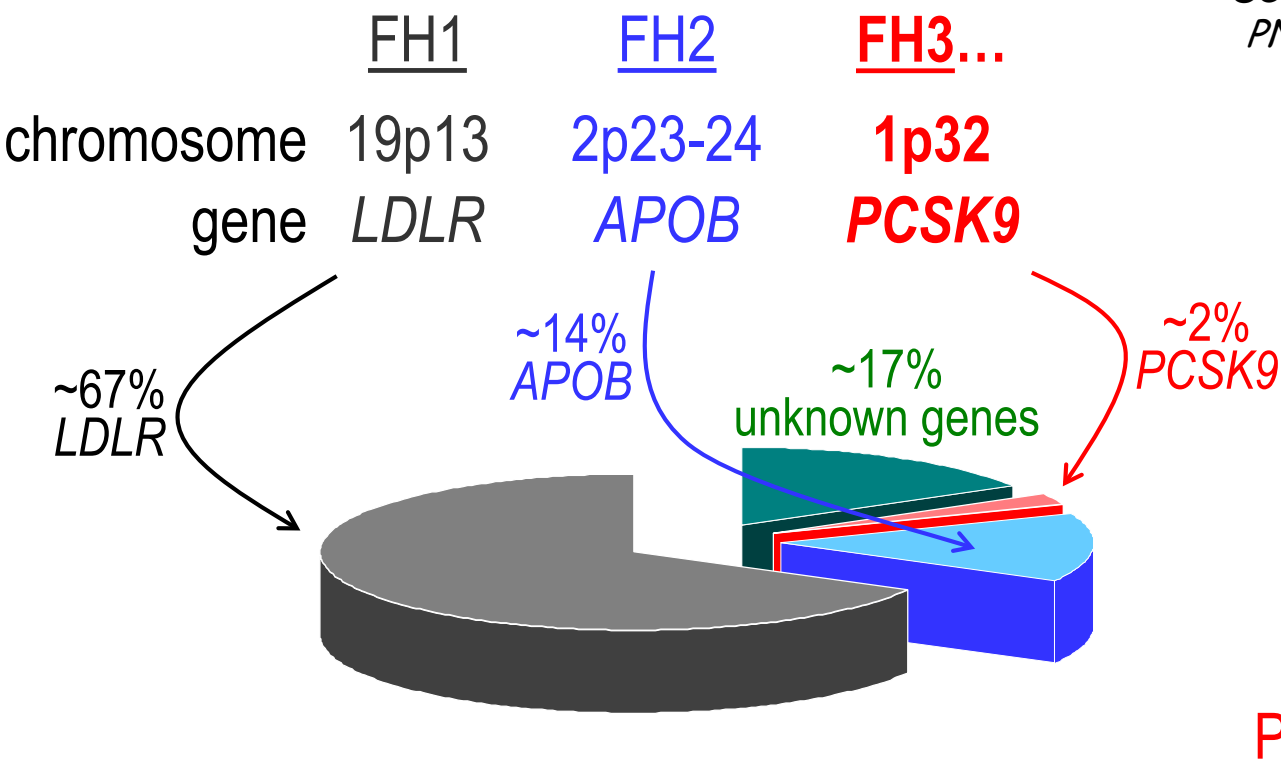 FH1 FH2 FH3...
chromosome 19p13 2p23-24 1p32
gene LDLR APOB PCSK9
~67%
LDLR
~14%
APOB
~17%
unknown genes
~2%
PCSK9